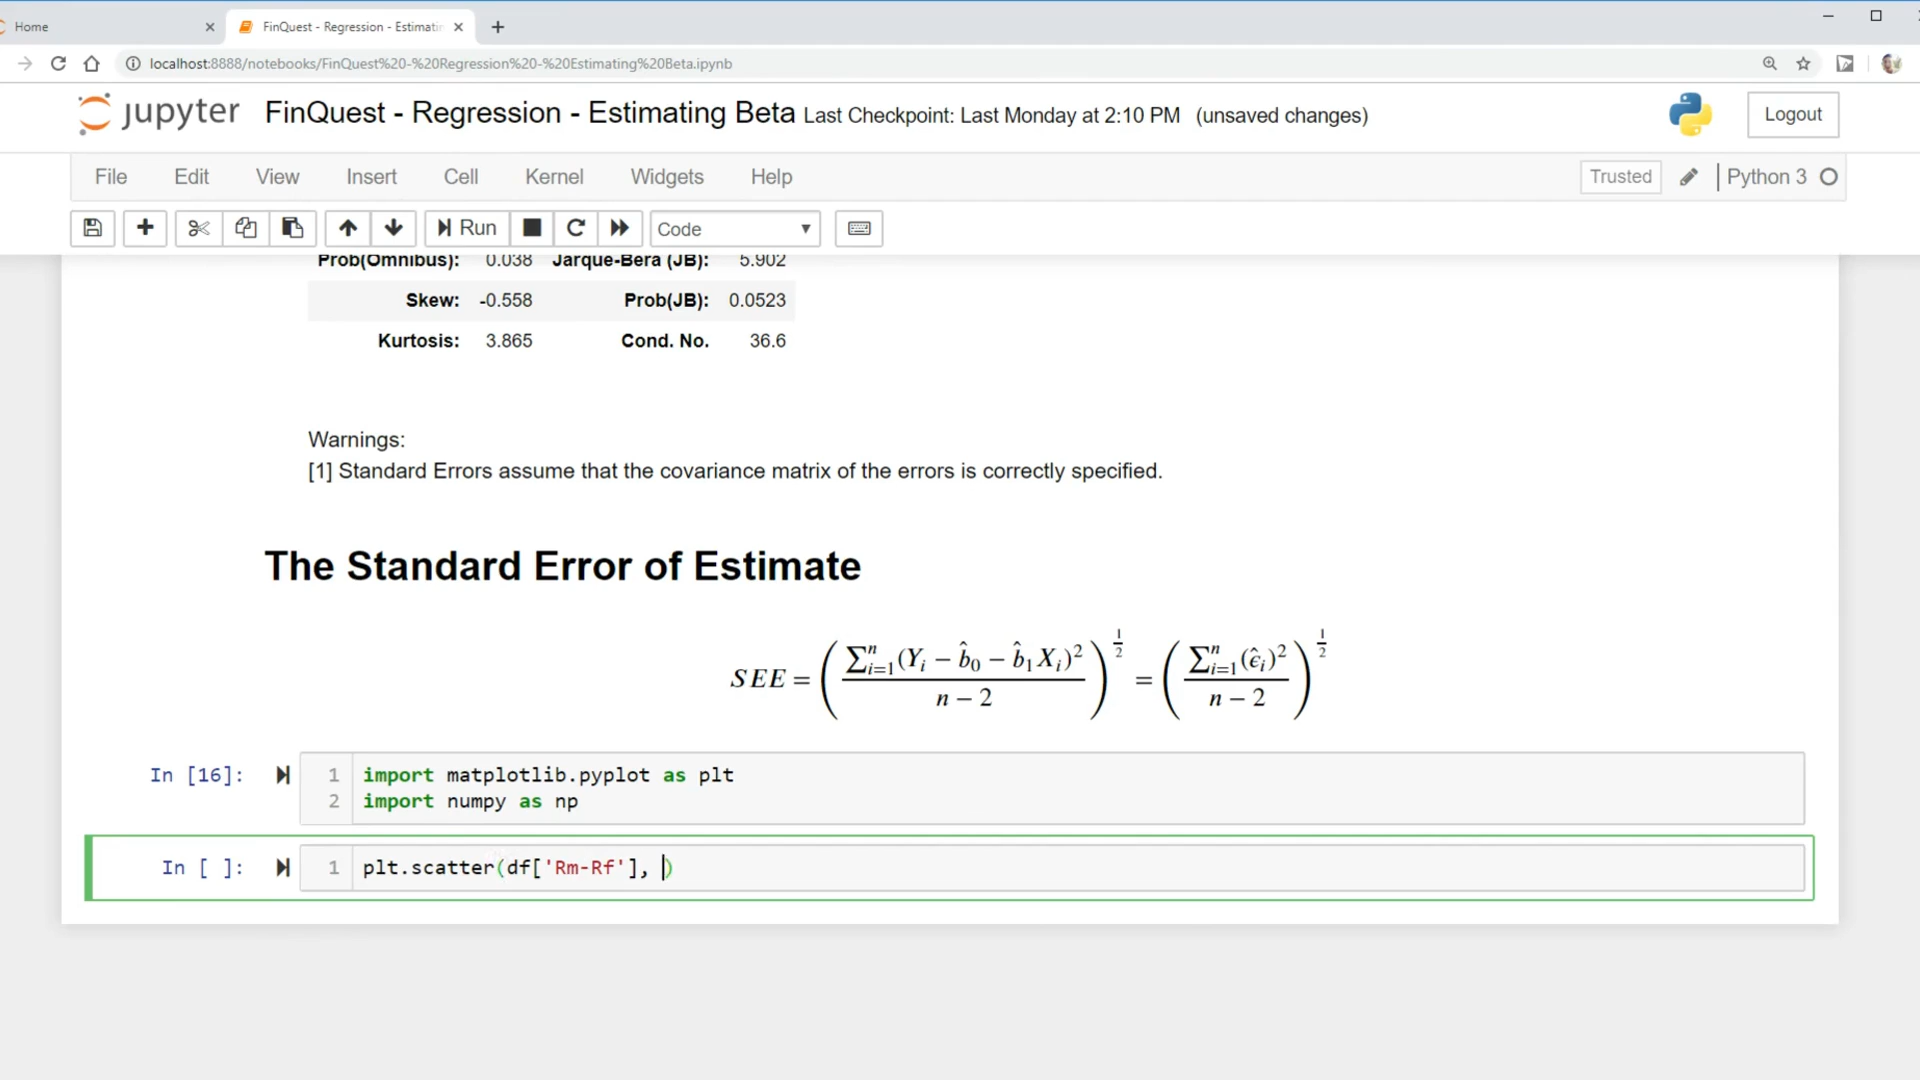 Home
FinQuest - Regression - Estimatin
localhost:8888/notebooks/FinQuest%20-%20Regression%20-%20Estimating%20Beta.ipynb
jupyter FinQuest - Regression - Estimating Beta Last Checkpoint: Last Monday at 2:10 PM (unsaved changes)
Logout
File Edit View Insert Cell Kernel Widgets Help
Trusted Python 3
Run Code
Prob(Omnibus): 0.038 Jarque-Bera (JB): 5.902
Skew: -0.558 Prob(JB): 0.0523
Kurtosis: 3.865 Cond. No. 36.6
Warnings:
[1] Standard Errors assume that the covariance matrix of the errors is correctly specified.
The Standard Error of Estimate
SEE = (∑ⁿᵢ₌₁(Yᵢ − b̂₀ − b̂₁Xᵢ)² / n − 2)^(1/2) = (∑ⁿᵢ₌₁(ε̂ᵢ)² / n − 2)^(1/2)
In [16]:
1 import matplotlib.pyplot as plt
2 import numpy as np
In [ ]:
1 plt.scatter(df['Rm-Rf'], )